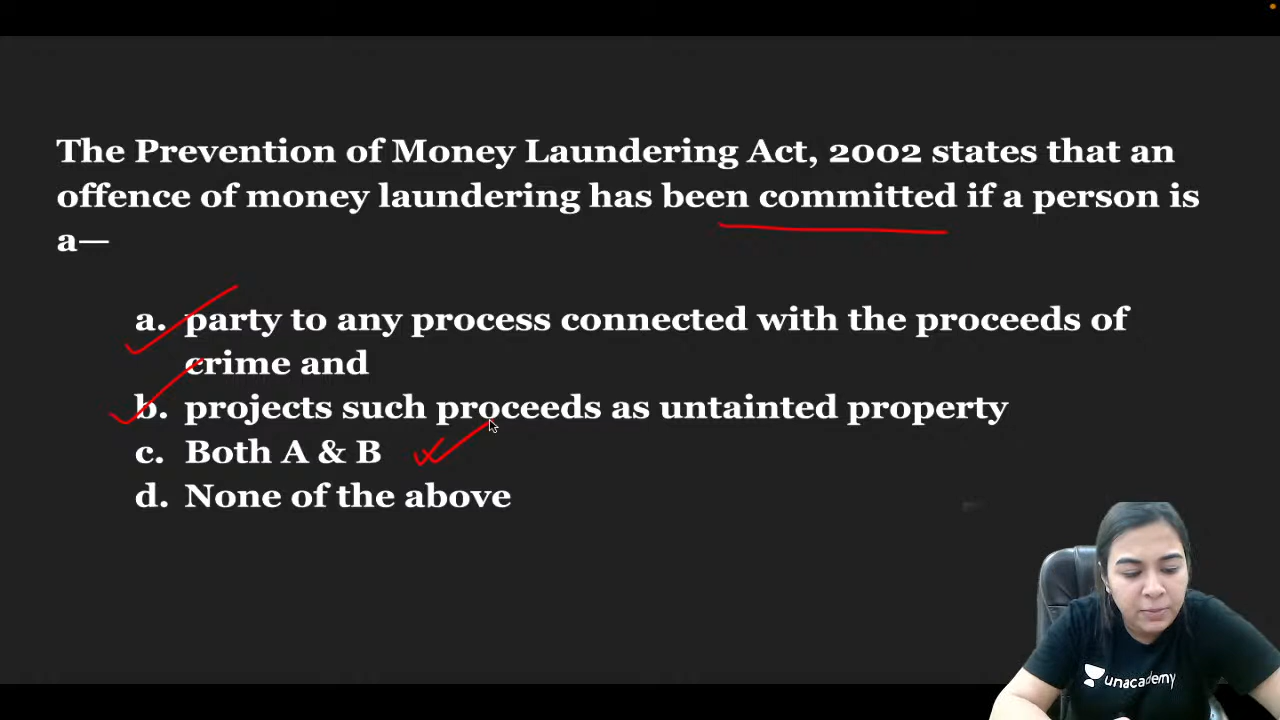 The Prevention of Money Laundering Act, 2002 states that an
offence of money laundering has been committed if a person is
a—
a. party to any process connected with the proceeds of
crime and
b. projects such proceeds as untainted property
c. Both A & B
d. None of the above
unacademy